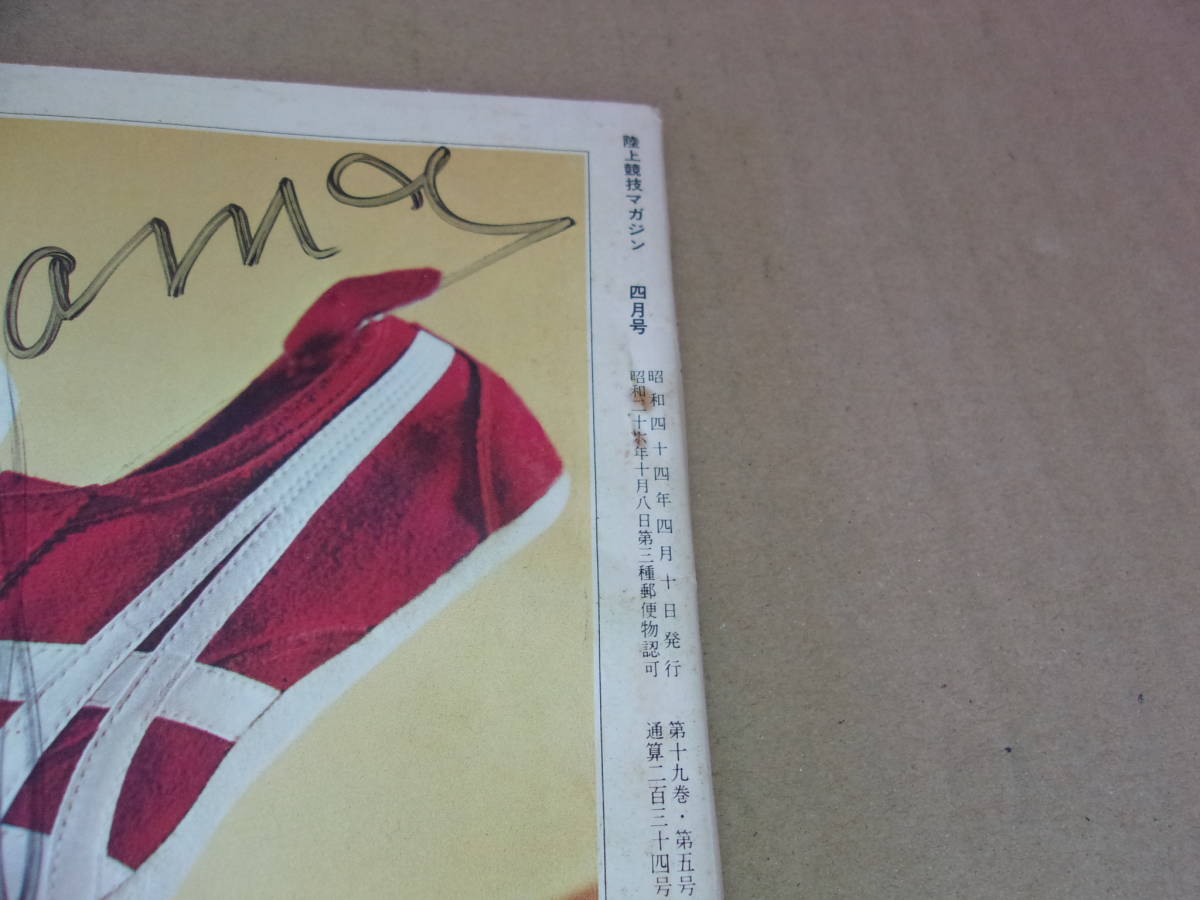 ama
陸上競技マガジン 四月号
昭和四十四年四月十日発行
昭和二十六年十月八日第三種郵便物認可
第十九巻・第五号
通算二百三十四号